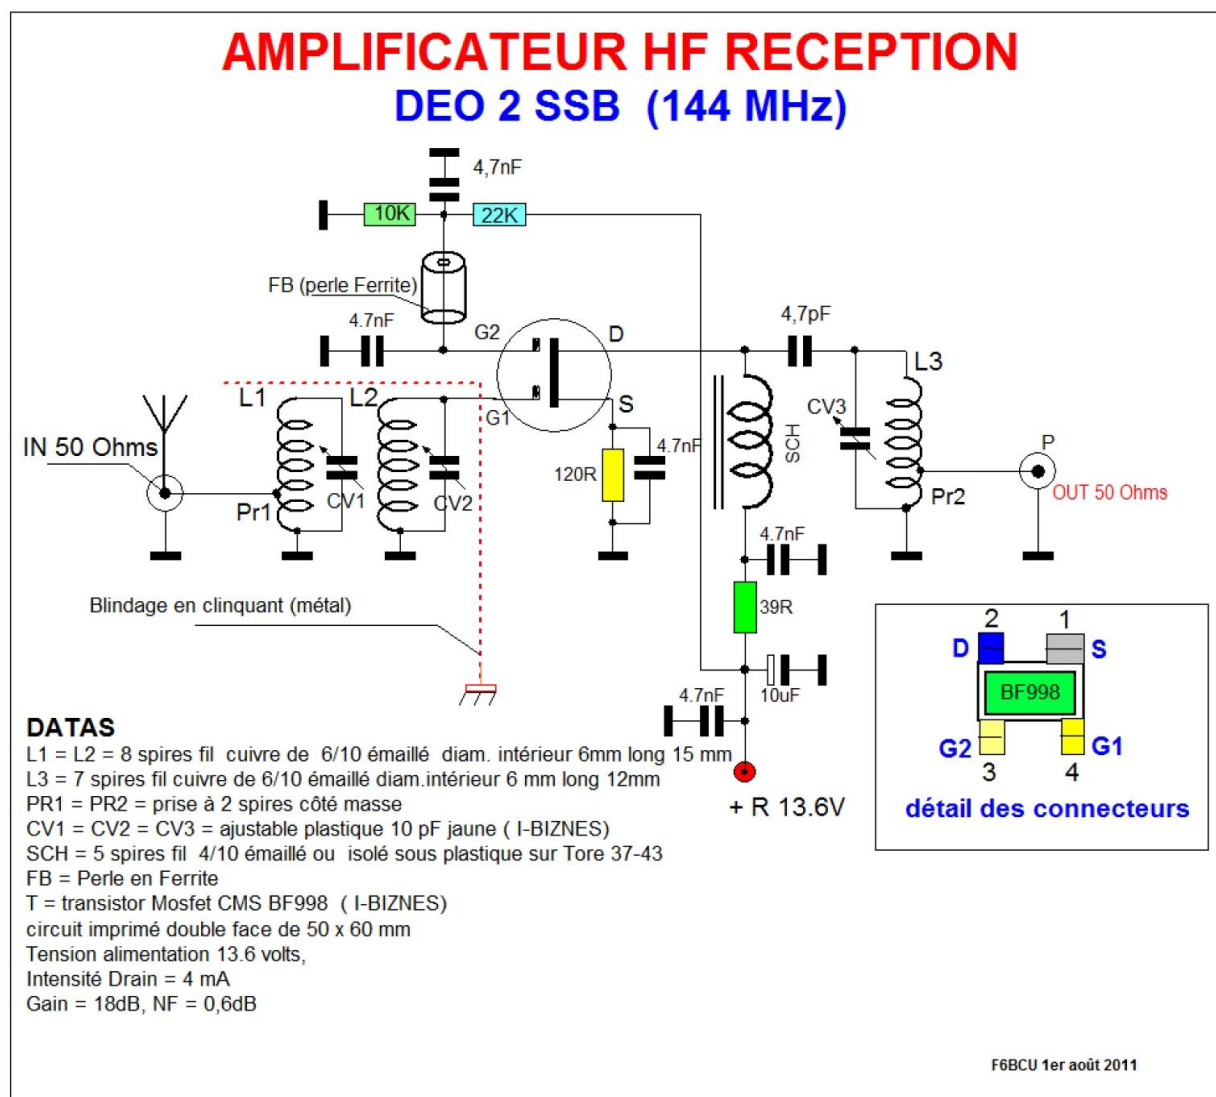 AMPLIFICATEUR HF RECEPTION
DEO 2 SSB (144 MHz)
4,7nF
10K
22K
FB (perle Ferrite)
4.7nF
G2
D
4,7pF
L3
L1
L2
G1
S
CV3
SCH
IN 50 Ohms
4.7nF
120R
P
CV1
CV2
Pr1
Pr2
OUT 50 Ohms
4.7nF
Blindage en clinquant (métal)
39R
2
1
D
S
BF998
4.7nF
10uF
G2
G1
3
4
+ R 13.6V
détail des connecteurs
DATAS
L1 = L2 = 8 spires fil cuivre de 6/10 émaillé diam. intérieur 6mm long 15 mm
L3 = 7 spires fil cuivre de 6/10 émaillé diam.intérieur 6 mm long 12mm
PR1 = PR2 = prise à 2 spires côté masse
CV1 = CV2 = CV3 = ajustable plastique 10 pF jaune ( I-BIZNES)
SCH = 5 spires fil 4/10 émaillé ou isolé sous plastique sur Tore 37-43
FB = Perle en Ferrite
T = transistor Mosfet CMS BF998 ( I-BIZNES)
circuit imprimé double face de 50 x 60 mm
Tension alimentation 13.6 volts,
Intensité Drain = 4 mA
Gain = 18dB, NF = 0,6dB
F6BCU 1er août 2011